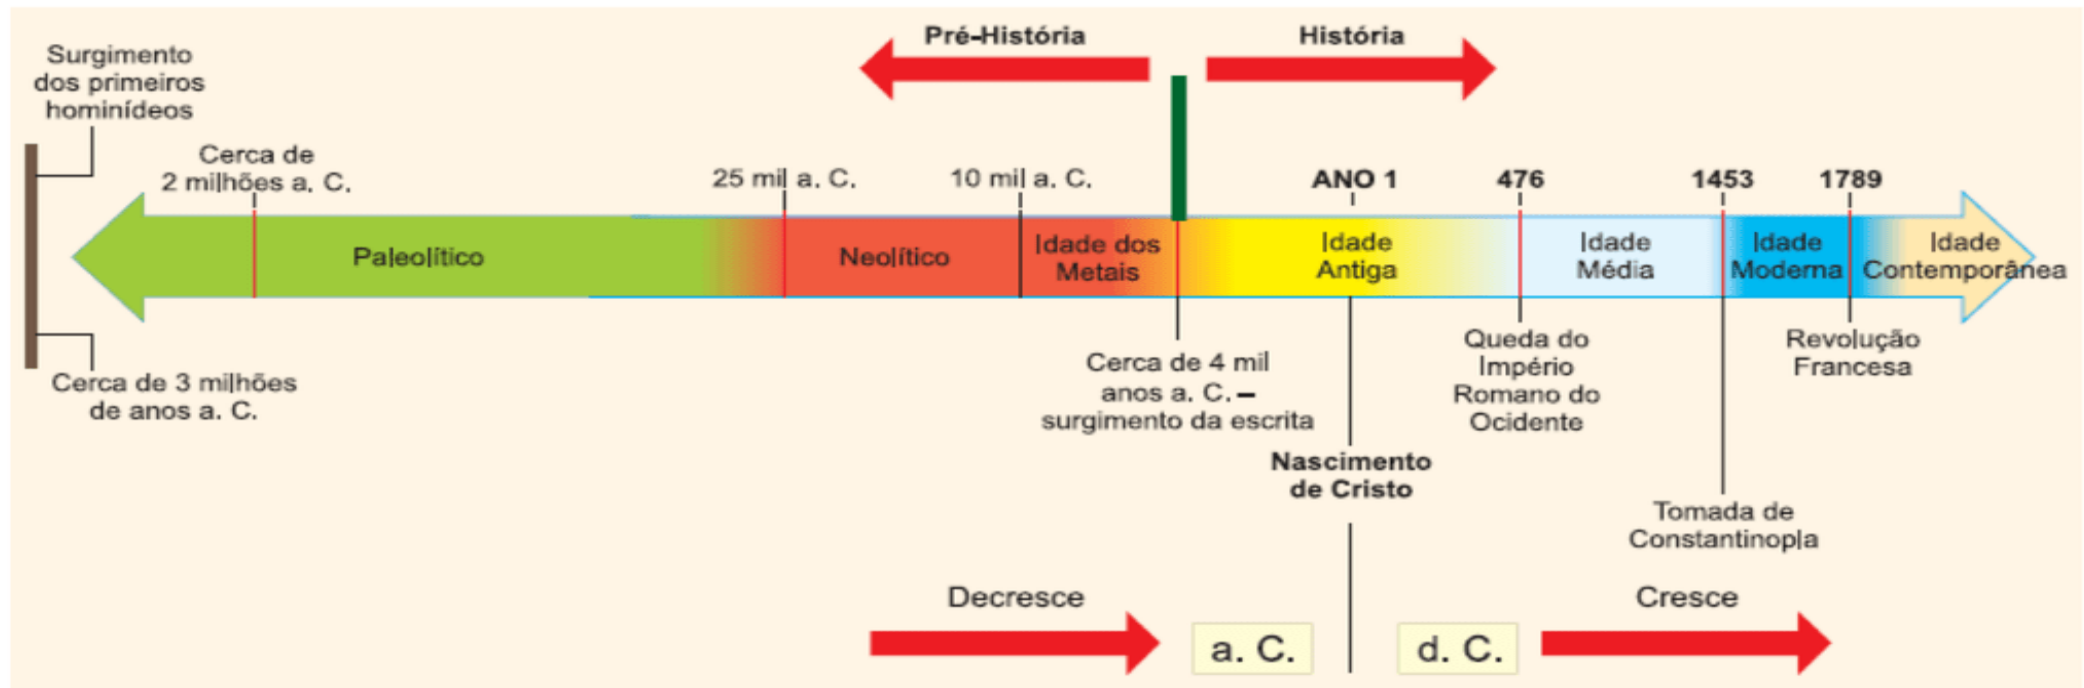 Pré-História
História
Surgimento
dos primeiros
hominídeos
Cerca de
2 milhões a. C.
25 mil a. C.
10 mil a. C.
ANO 1
476
1453
1789
Paleolítico
Neolítico
Idade dos
Metais
Idade
Antiga
Idade
Média
Idade
Moderna
Idade
Contemporânea
Cerca de 3 milhões
de anos a. C.
Cerca de 4 mil
anos a. C. –
surgimento da escrita
Nascimento
de Cristo
Queda do
Império
Romano do
Ocidente
Tomada de
Constantinopla
Revolução
Francesa
Decresce
a. C.
d. C.
Cresce